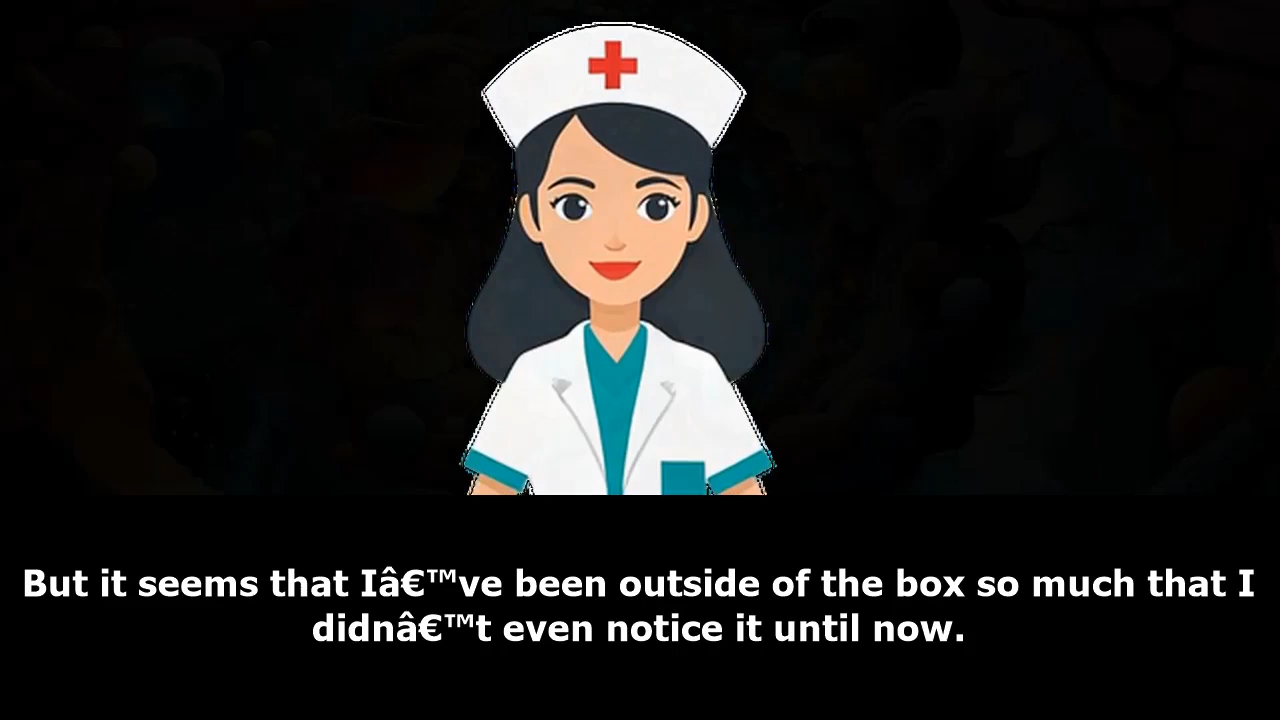 But it seems that Iâ€™ve been outside of the box so much that I
didnâ€™t even notice it until now.